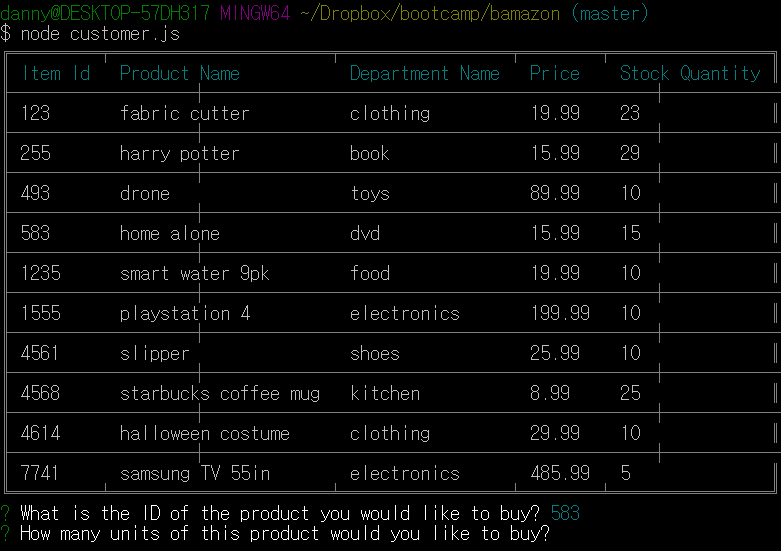 danny@DESKTOP-57DH317 MINGW64 ~/Dropbox/bootcamp/bamazon (master)
$ node customer.js
Item Id Product Name Department Name Price Stock Quantity
123 fabric cutter clothing 19.99 23
255 harry potter book 15.99 29
493 drone toys 89.99 10
583 home alone dvd 15.99 15
1235 smart water 9pk food 19.99 10
1555 playstation 4 electronics 199.99 10
4561 slipper shoes 25.99 10
4568 starbucks coffee mug kitchen 8.99 25
4614 halloween costume clothing 29.99 10
7741 samsung TV 55in electronics 485.99 5
? What is the ID of the product you would like to buy? 583
? How many units of this product would you like to buy?